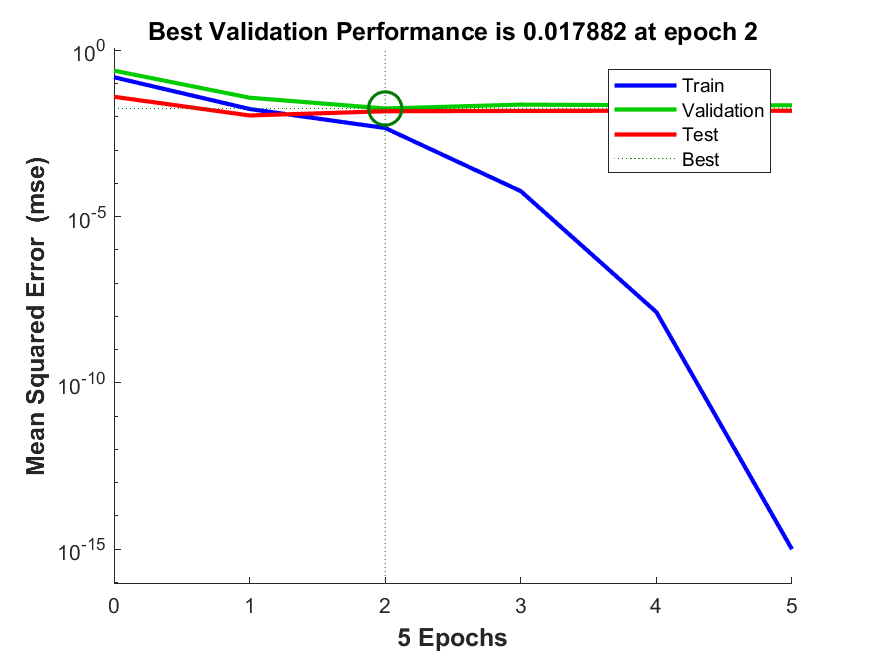 Best Validation Performance is 0.017882 at epoch 2
10^0
10^-5
10^-10
10^-15
Mean Squared Error (mse)
Train
Validation
Test
Best
0 1 2 3 4 5
5 Epochs